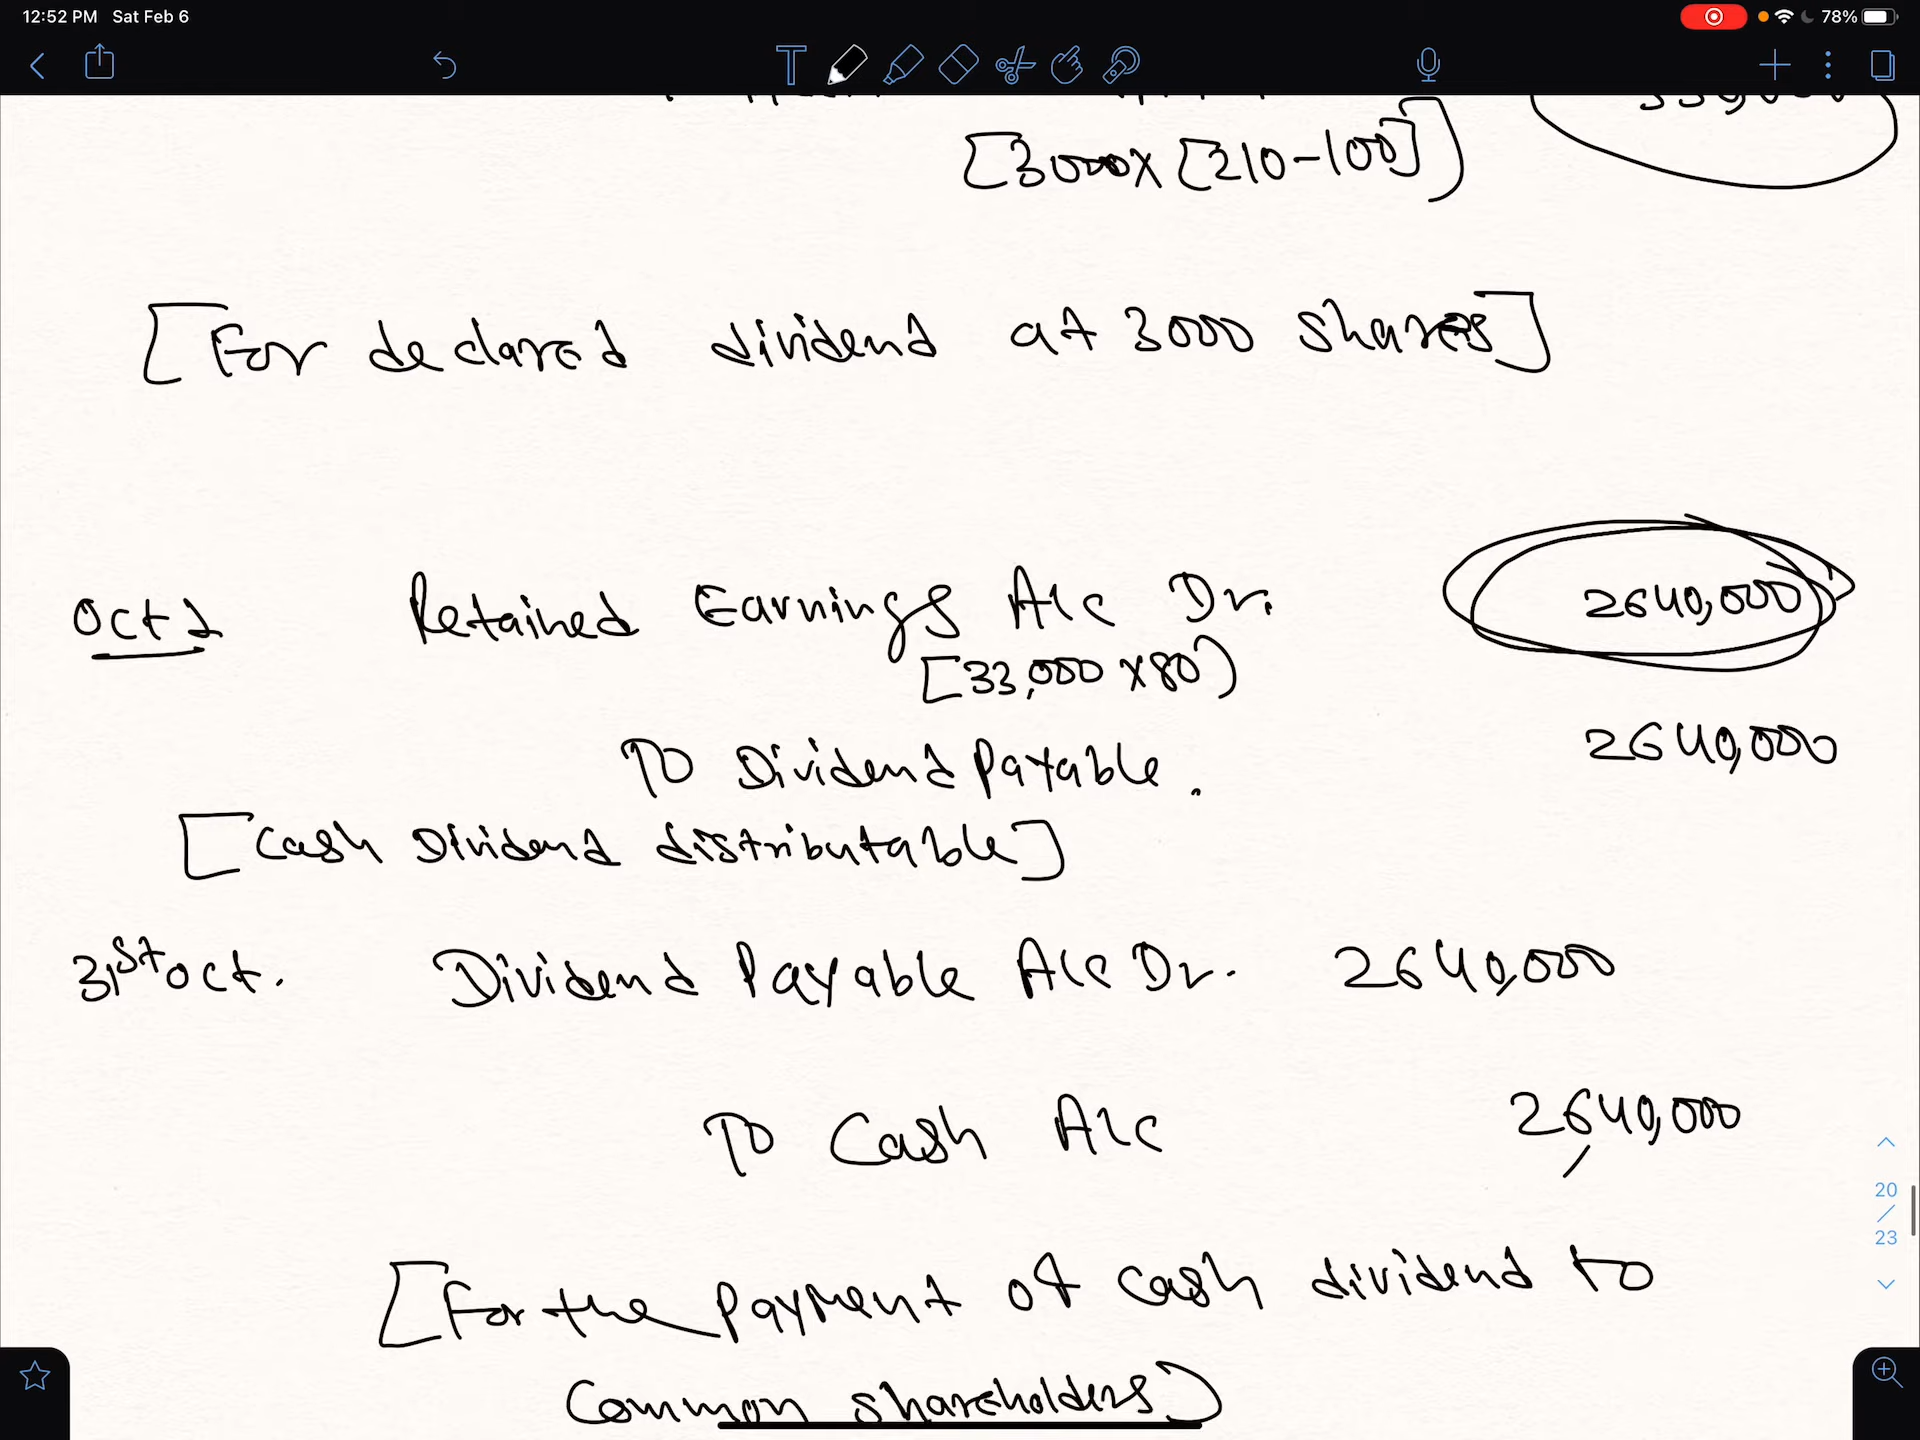 12:52 PM Sat Feb 6
78%
T
[3000x [210-100])
[For declared dividend at 3000 shares]
Oct 1 Retained Earnings A/c Dr. 2640,000
[33,000 x80)
To Dividend Payable. 2640,000
[Cash Dividend distributable]
31st oct. Dividend Payable A/c Dr. 2640,000
To Cash A/c 2640,000
[For the Payment of Cash dividend to
Common shareholders)
20
/
23